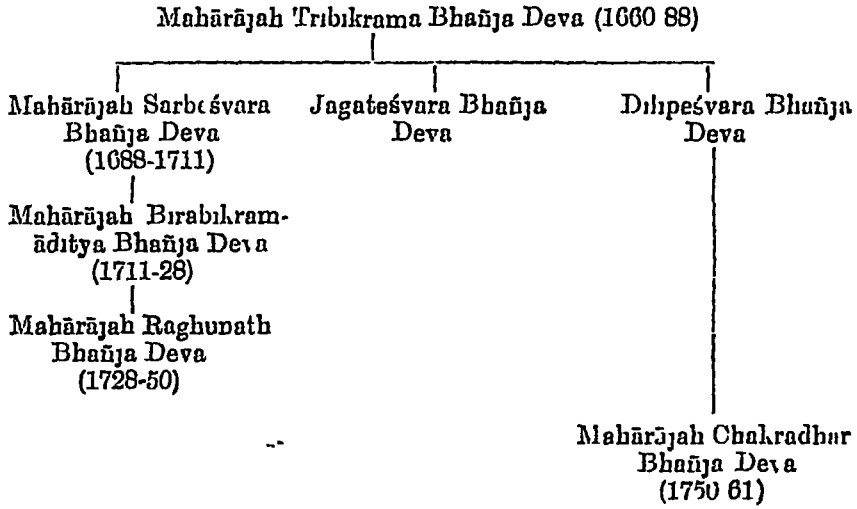 Mahārājah Tribikrama Bhañja Deva (1660 88)
Mahārājah Sarbeśvara
Bhañja Deva
(1688-1711)
Jagateśvara Bhañja
Deva
Dilipeśvara Bhañja
Deva
Mahārājah Birabikram-
āditya Bhañja Deva
(1711-28)
Mahārājah Raghunath
Bhañja Deva
(1728-50)
Mahārājah Chakradhar
Bhañja Deva
(1750 61)